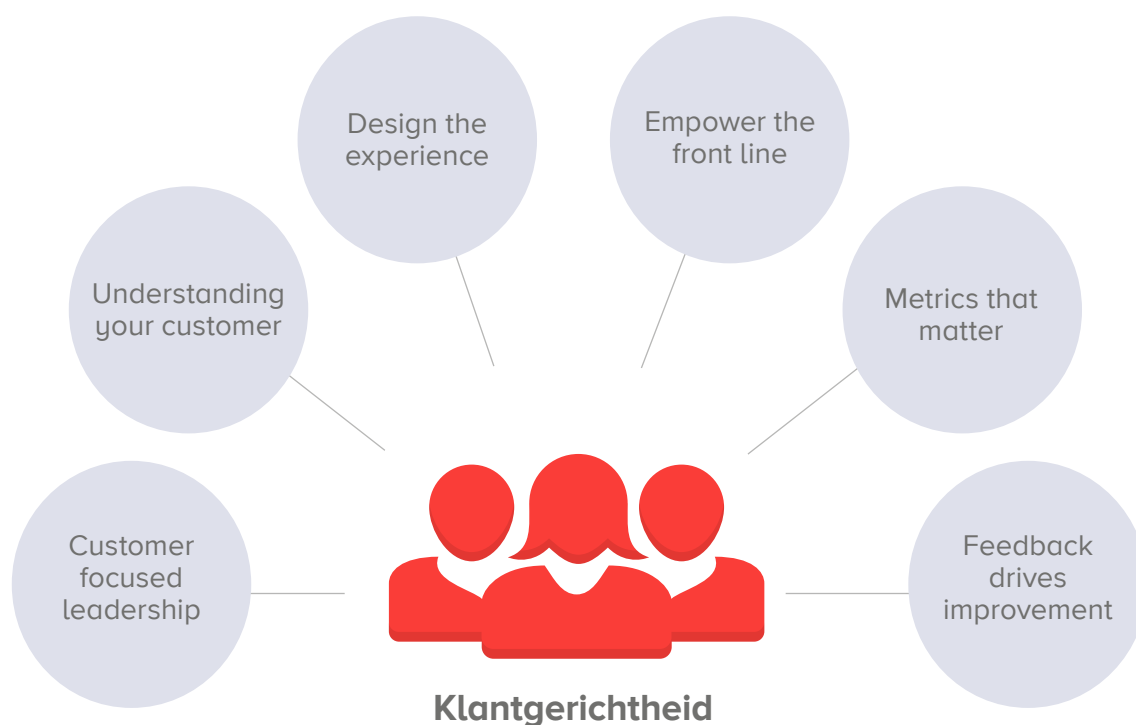 Design the
experience
Empower the
front line
Understanding
your customer
Metrics that
matter
Customer
focused
leadership
Feedback
drives
improvement
Klantgerichtheid